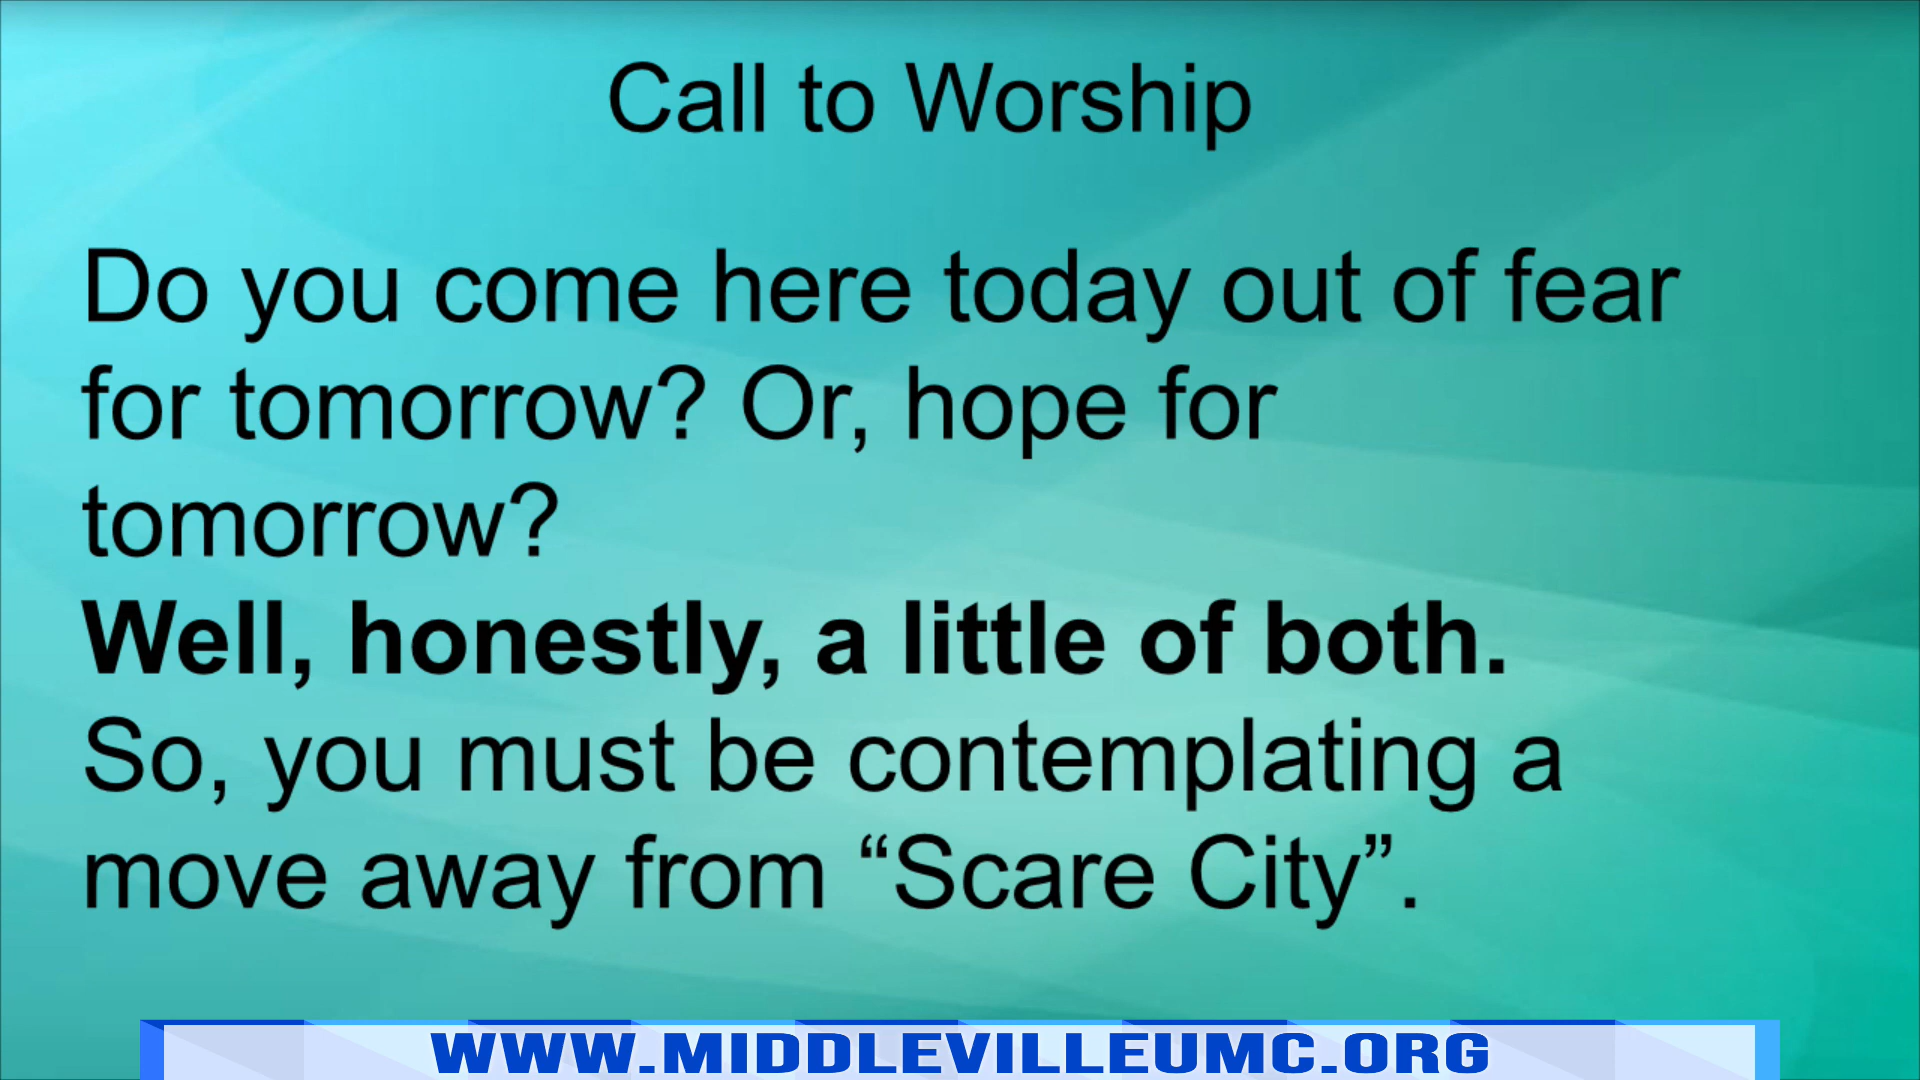 Call to Worship
Do you come here today out of fear
for tomorrow? Or, hope for
tomorrow?
Well, honestly, a little of both.
So, you must be contemplating a
move away from “Scare City”.
WWW.MIDDLEVILLEUMC.ORG